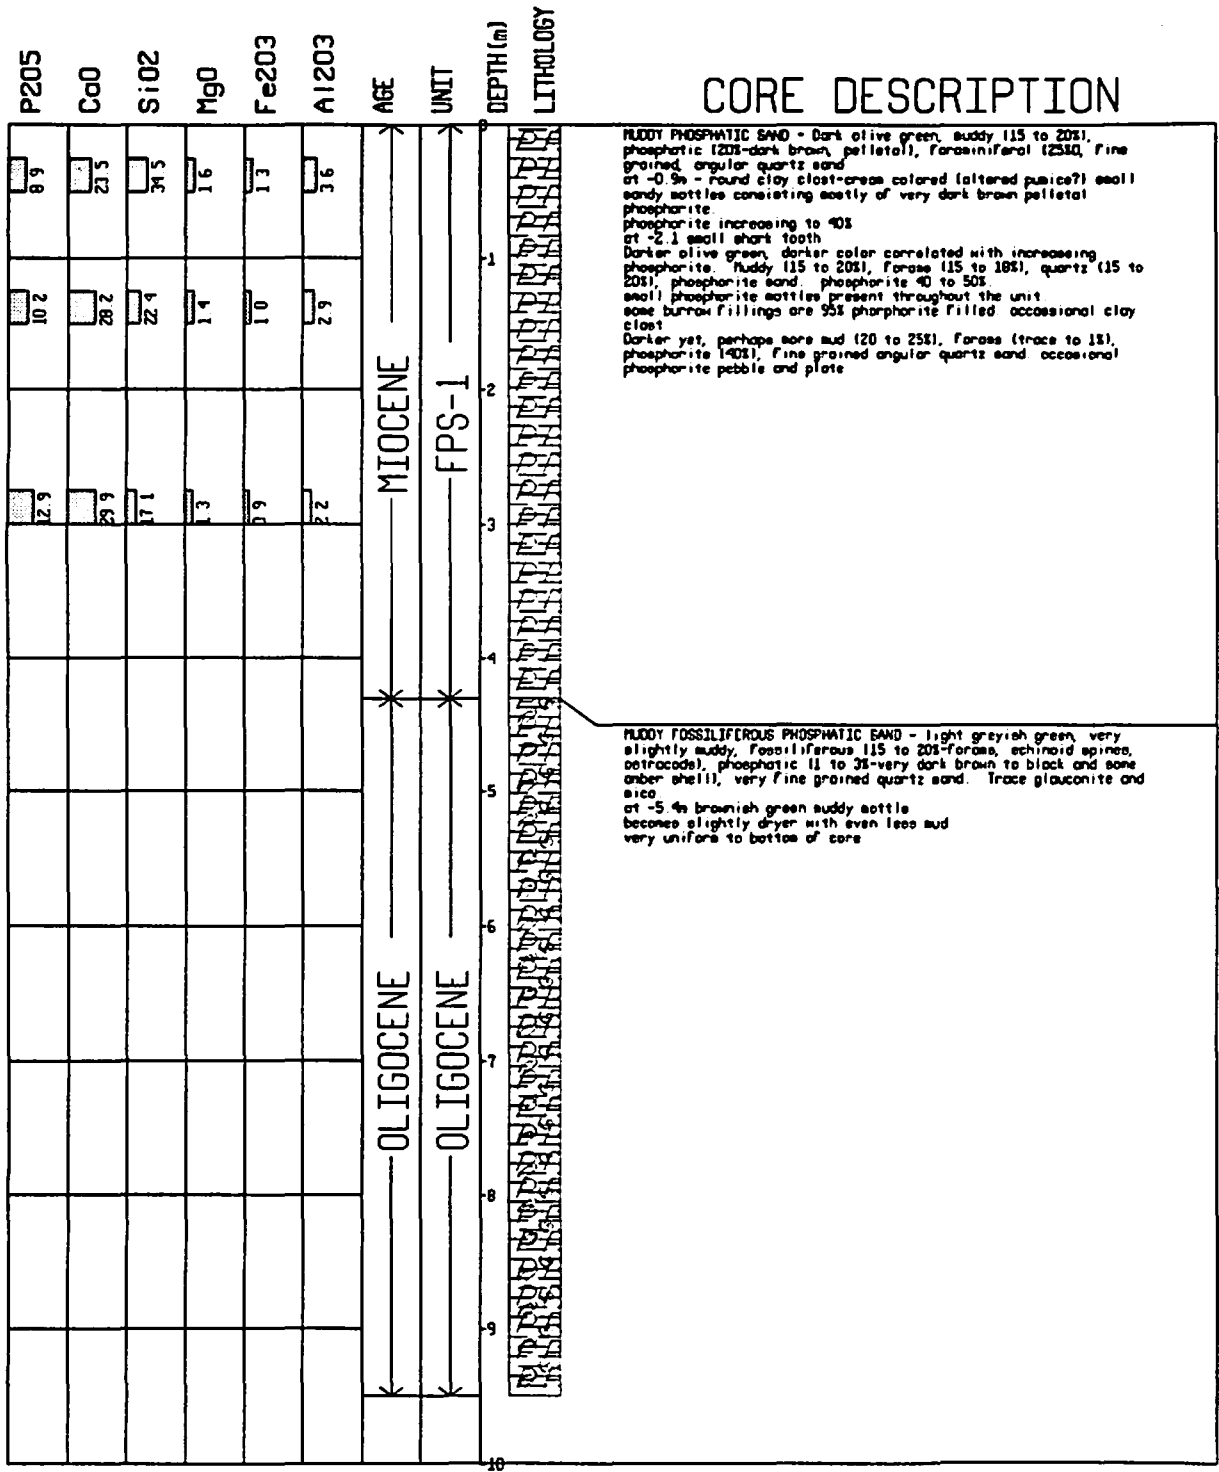 P2O5 CaO SiO2 MgO Fe2O3 Al2O3 AGE UNIT DEPTH(m) LITHOLOGY
CORE DESCRIPTION
0
8.9 23.5 34.5 1.6 1.3 3.6
1
10.2 28.2 22.4 1.4 1.0 2.9
2
12.9 29.9 17.1 1.3 0.9 2.2
3
MIOCENE FPS-1
4
5
6
OLIGOCENE OLIGOCENE
7
8
9
10
MUDDY PHOSPHATIC SAND - Dark olive green, muddy (15 to 20%),
phosphatic (20%-dark brown, pelletal), foraminiferal (25%), fine
grained, angular quartz sand
at -0.9m - round clay clast-cream colored (altered pumice?) small
sandy mottles consisting mostly of very dark brown pelletal
phosphorite.
phosphorite increasing to 40%
at -2.1 small shark tooth
Darker olive green, darker color correlated with increaseing
phosphorite. Muddy (15 to 20%), forams (15 to 18%), quartz (15 to
20%), phosphorite sand. phosphorite 40 to 50%.
small phosphorite mottles present throughout the unit
some burrow fillings are 95% phorphorite filled occassional clay
clast
Darker yet, perhaps more mud (20 to 25%), forams (trace to 1%),
phosphorite (40%), fine grained angular quartz sand occasional
phosphorite pebble and plate
MUDDY FOSSILIFEROUS PHOSPHATIC SAND - light greyish green, very
slightly muddy, fossiliferous (15 to 20%-forams, echinoid spines,
ostracods), phosphatic (1 to 3%-very dark brown to black and some
amber shell), very fine grained quartz sand. Trace glauconite and
mica
at -5.4m brownish green muddy mottle
becomes slightly dryer with even less mud
very uniform to bottom of core